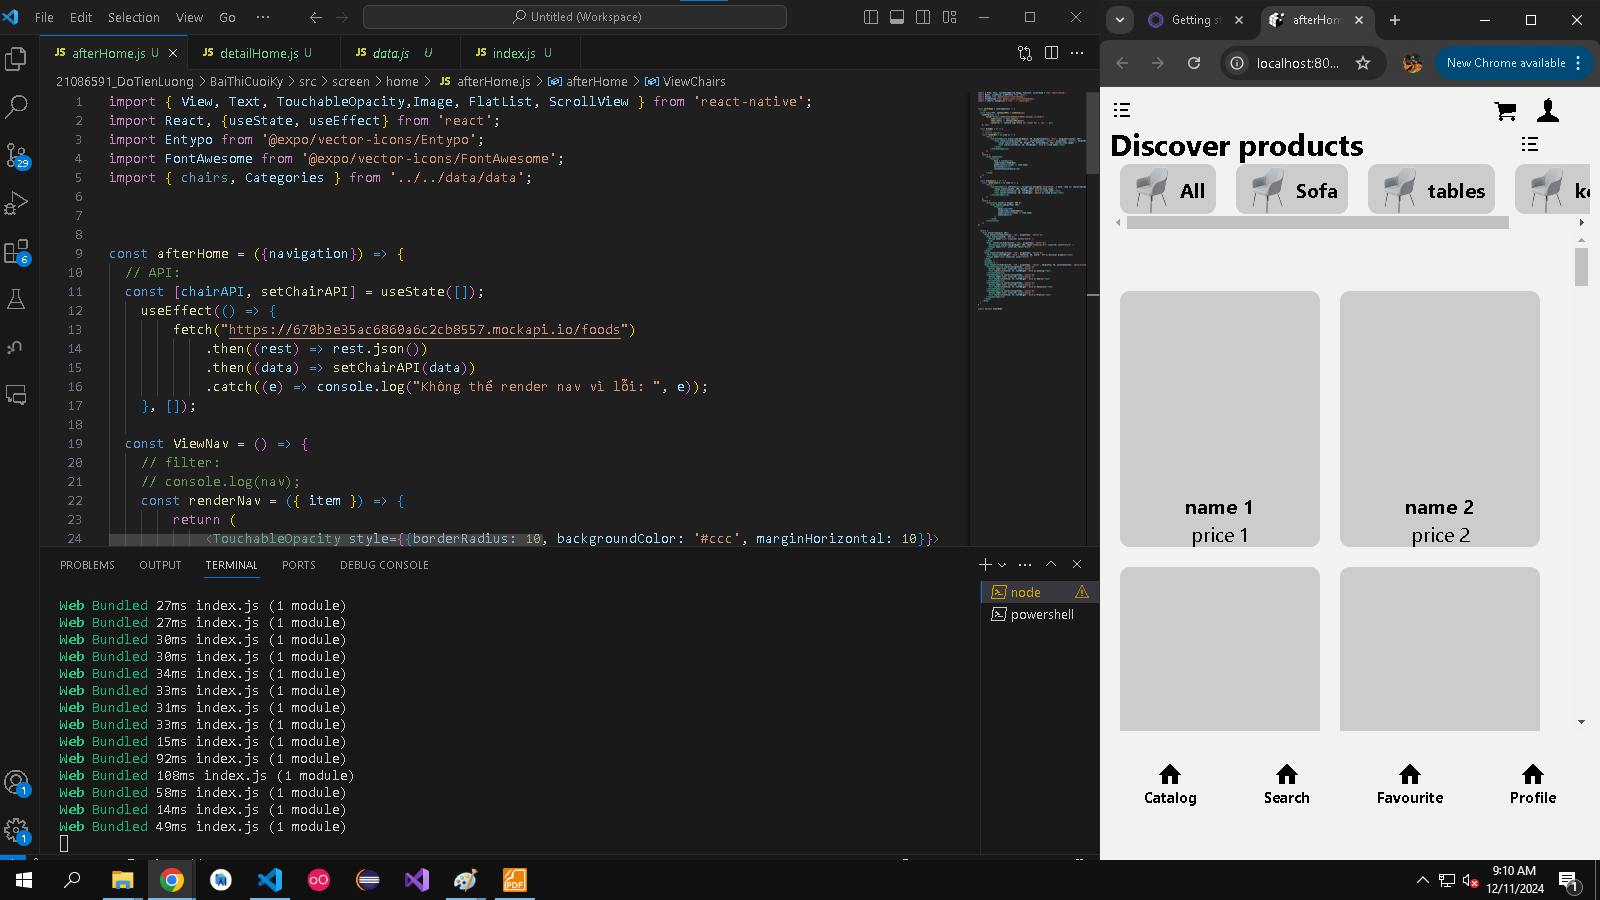 File Edit Selection View Go ··· Untitled (Workspace)
JS afterHome.js U JS detailHome.js U JS data.js U JS index.js U
21086591_DoTienLuong > BaiThiCuoiKy > src > screen > home > JS afterHome.js > afterHome > ViewChairs
1 import { View, Text, TouchableOpacity,Image, FlatList, ScrollView } from 'react-native';
2 import React, {useState, useEffect} from 'react';
3 import Entypo from '@expo/vector-icons/Entypo';
4 import FontAwesome from '@expo/vector-icons/FontAwesome';
5 import { chairs, Categories } from '../../data/data';
6
7
8
9 const afterHome = ({navigation}) => {
10 // API:
11 const [chairAPI, setChairAPI] = useState([]);
12 useEffect(() => {
13 fetch("https://670b3e35ac6860a6c2cb8557.mockapi.io/foods")
14 .then((rest) => rest.json())
15 .then((data) => setChairAPI(data))
16 .catch((e) => console.log("Không thể render nav vì lỗi: ", e));
17 }, []);
18
19 const ViewNav = () => {
20 // filter:
21 // console.log(nav);
22 const renderNav = ({ item }) => {
23 return (
24 <TouchableOpacity style={{borderRadius: 10, backgroundColor: '#ccc', marginHorizontal: 10}}>
PROBLEMS OUTPUT TERMINAL PORTS DEBUG CONSOLE
Web Bundled 27ms index.js (1 module)
Web Bundled 27ms index.js (1 module)
Web Bundled 30ms index.js (1 module)
Web Bundled 30ms index.js (1 module)
Web Bundled 34ms index.js (1 module)
Web Bundled 33ms index.js (1 module)
Web Bundled 31ms index.js (1 module)
Web Bundled 33ms index.js (1 module)
Web Bundled 15ms index.js (1 module)
Web Bundled 92ms index.js (1 module)
Web Bundled 108ms index.js (1 module)
Web Bundled 58ms index.js (1 module)
Web Bundled 14ms index.js (1 module)
Web Bundled 49ms index.js (1 module)
node
powershell
29
6
1
1
Getting st afterHom
localhost:80... New Chrome available
Discover products
All Sofa tables ke
name 1 name 2
price 1 price 2
Catalog Search Favourite Profile
PDF
9:10 AM
12/11/2024
1